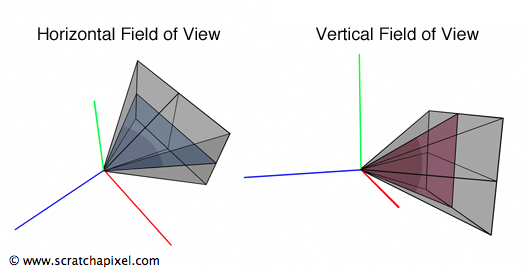 Horizontal Field of View
Vertical Field of View
© www.scratchapixel.com